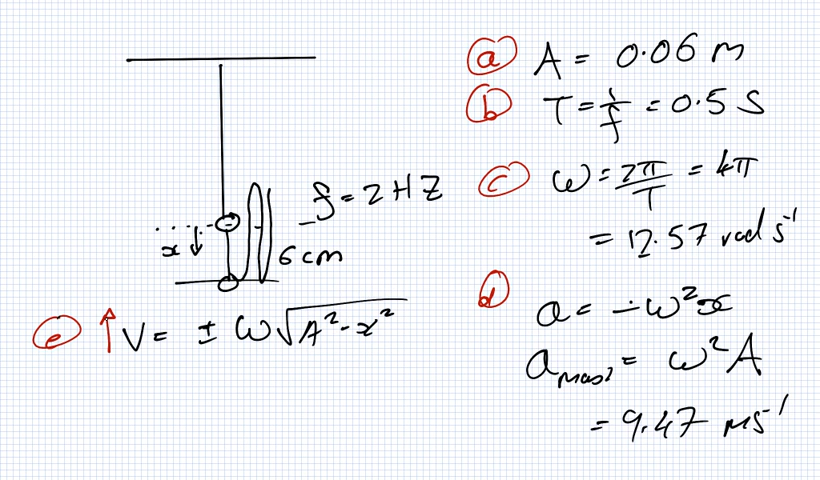 a A = 0.06 m
b T = 1/f = 0.5 S
f = 2 HZ
c ω = 2π/T = 4π
= 12.57 rad s⁻¹
x ↓
6 cm
d a = -ω²x
a max = ω²A
= 9.47 ms⁻¹
e ↑ V = ± ω√(A² - x²)